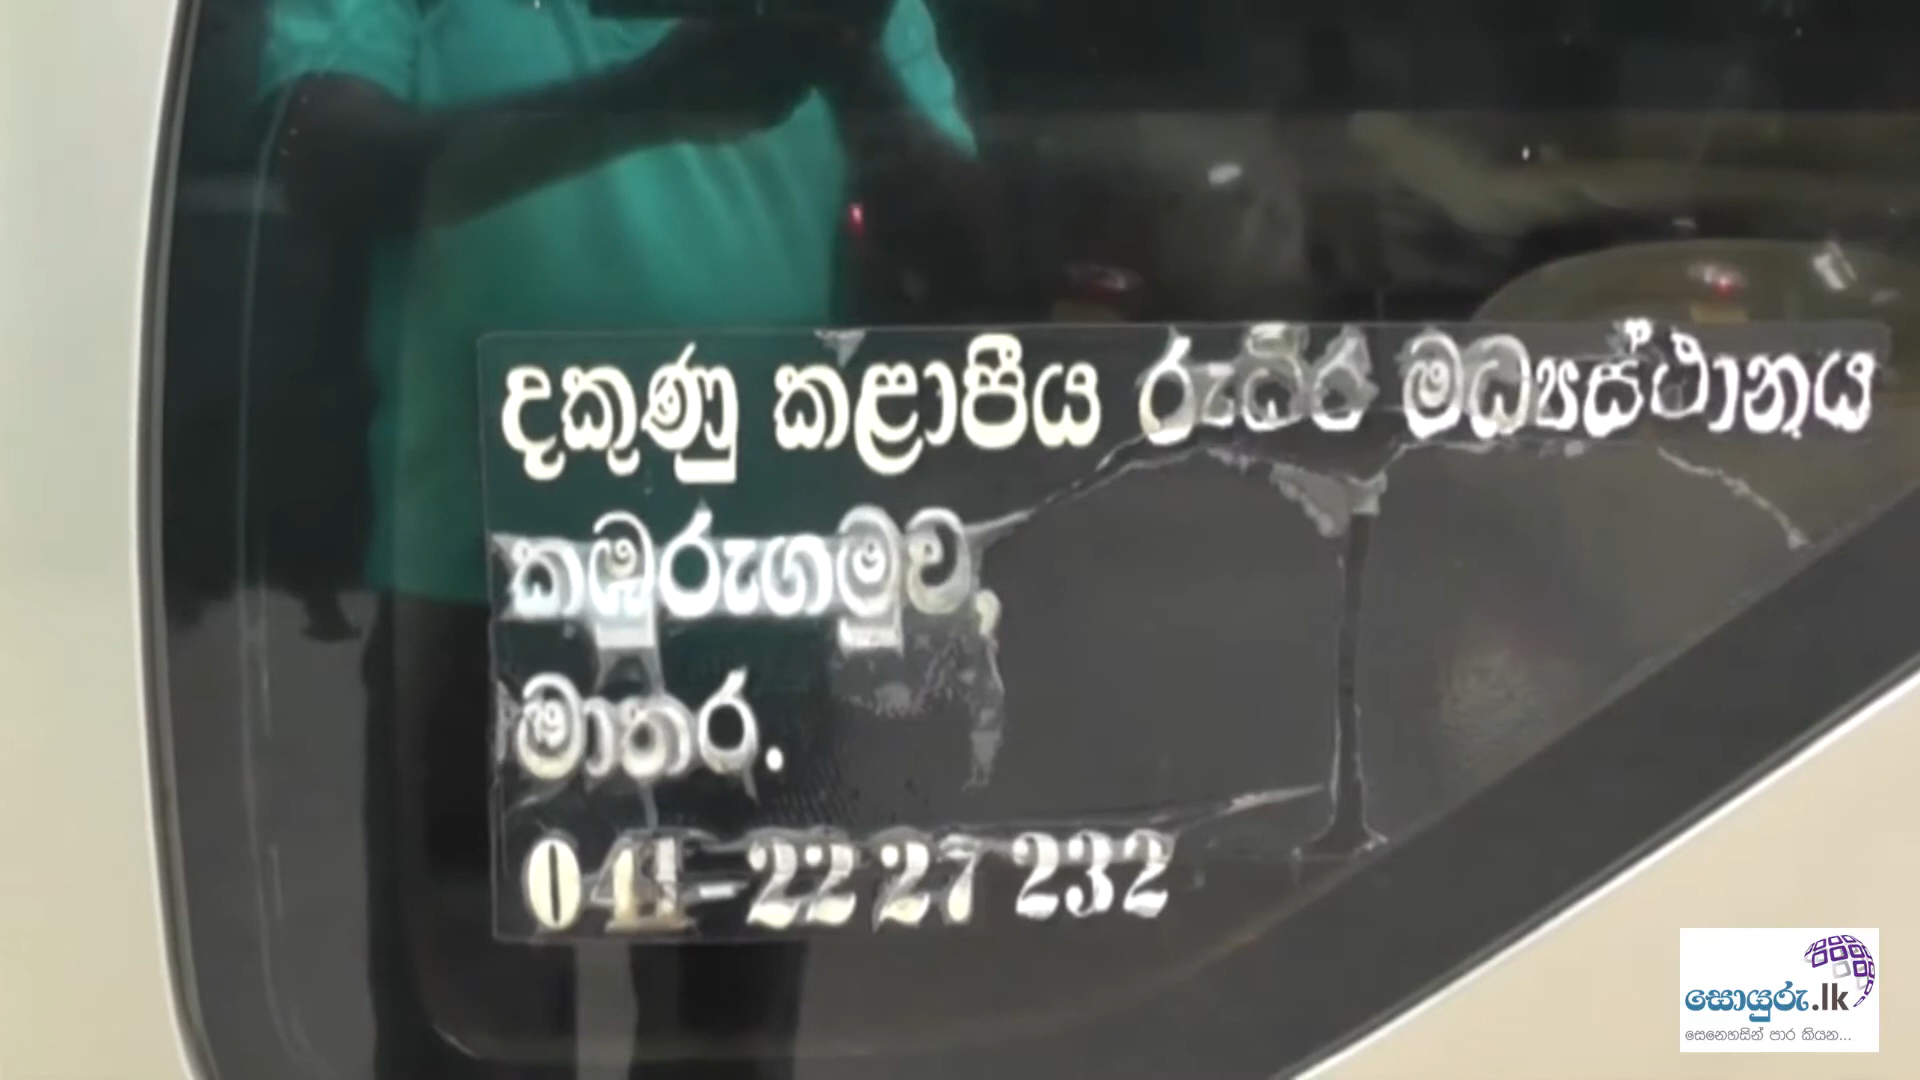 දකුණු කළාපීය රුධිර මධ්‍යස්ථානය
කඹුරුගමුව,
මාතර.
041-22 27 232
සොයුරු.lk
සෙනෙහසින් පාර කියන...